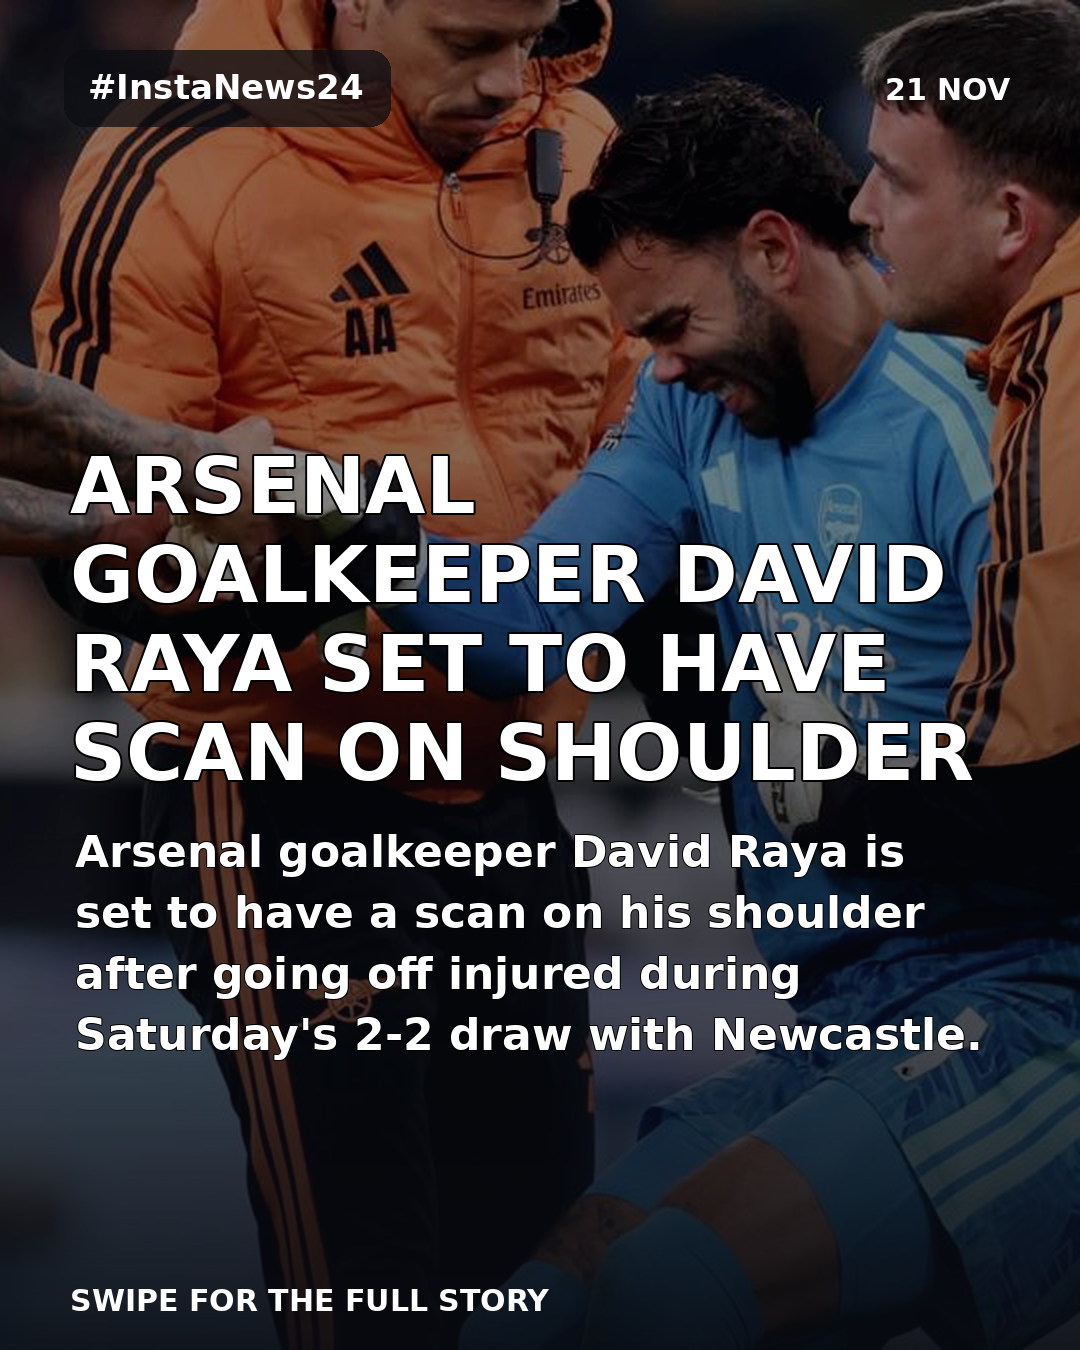 #InstaNews24
21 NOV
AA
Emirates
Arsenal
ARSENAL
GOALKEEPER DAVID
RAYA SET TO HAVE
SCAN ON SHOULDER
Arsenal goalkeeper David Raya is
set to have a scan on his shoulder
after going off injured during
Saturday's 2-2 draw with Newcastle.
SWIPE FOR THE FULL STORY